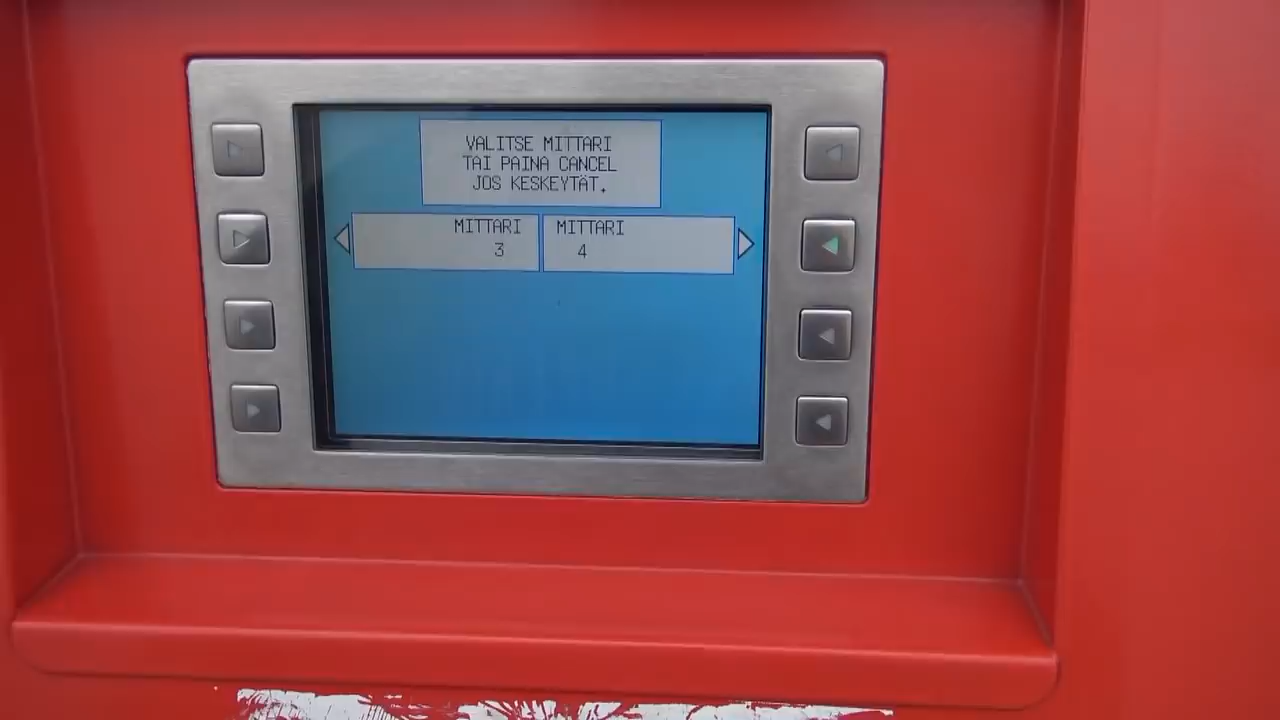 VALITSE MITTARI
TAI PAINA CANCEL
JOS KESKEYTÄT.
MITTARI
3
MITTARI
4